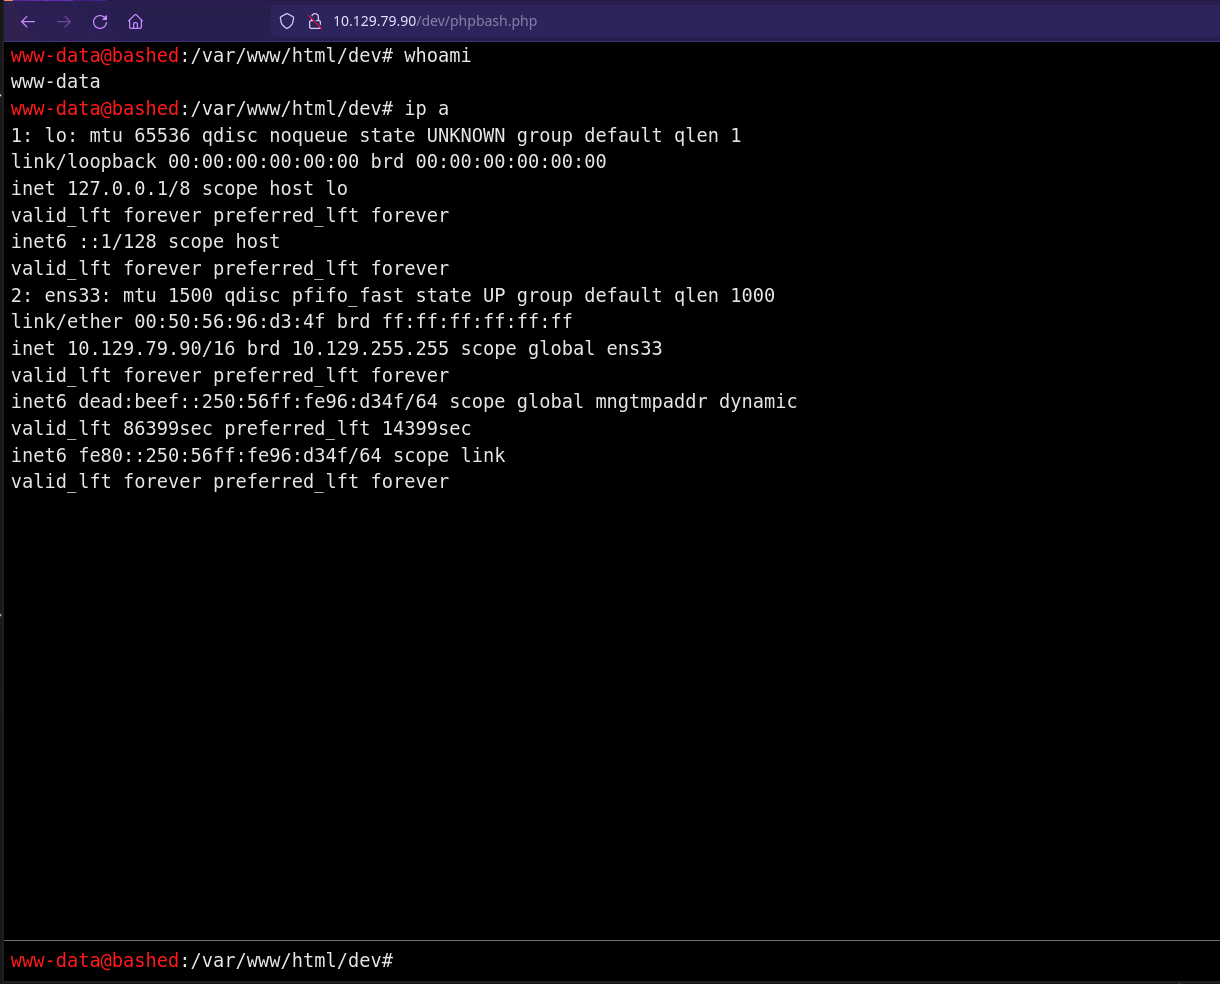 10.129.79.90/dev/phpbash.php
www-data@bashed:/var/www/html/dev# whoami
www-data
www-data@bashed:/var/www/html/dev# ip a
1: lo: mtu 65536 qdisc noqueue state UNKNOWN group default qlen 1
link/loopback 00:00:00:00:00:00 brd 00:00:00:00:00:00
inet 127.0.0.1/8 scope host lo
valid_lft forever preferred_lft forever
inet6 ::1/128 scope host
valid_lft forever preferred_lft forever
2: ens33: mtu 1500 qdisc pfifo_fast state UP group default qlen 1000
link/ether 00:50:56:96:d3:4f brd ff:ff:ff:ff:ff:ff
inet 10.129.79.90/16 brd 10.129.255.255 scope global ens33
valid_lft forever preferred_lft forever
inet6 dead:beef::250:56ff:fe96:d34f/64 scope global mngtmpaddr dynamic
valid_lft 86399sec preferred_lft 14399sec
inet6 fe80::250:56ff:fe96:d34f/64 scope link
valid_lft forever preferred_lft forever
www-data@bashed:/var/www/html/dev#